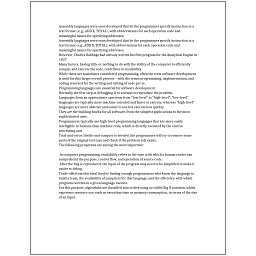 Assembly languages were soon developed that let the programmer specify instruction in a
text format (e.g., ADD X, TOTAL), with abbreviations for each operation code and
meaningful names for specifying addresses.
Assembly languages were soon developed that let the programmer specify instruction in a
text format (e.g., ADD X, TOTAL), with abbreviations for each operation code and
meaningful names for specifying addresses.
However, Charles Babbage had already written his first program for the Analytical Engine in
1837.
Many factors, having little or nothing to do with the ability of the computer to efficiently
compile and execute the code, contribute to readability.
While these are sometimes considered programming, often the term software development
is used for this larger overall process – with the terms programming, implementation, and
coding reserved for the writing and editing of code per se.
Programming languages are essential for software development.
Normally the first step in debugging is to attempt to reproduce the problem.
Languages form an approximate spectrum from "low-level" to "high-level"; "low-level"
languages are typically more machine-oriented and faster to execute, whereas "high-level"
languages are more abstract and easier to use but execute less quickly.
They are the building blocks for all software, from the simplest applications to the most
sophisticated ones.
Programmers typically use high-level programming languages that are more easily
intelligible to humans than machine code, which is directly executed by the central
processing unit.
Trial-and-error/divide-and-conquer is needed: the programmer will try to remove some
parts of the original test case and check if the problem still exists.
The following properties are among the most important:
In computer programming, readability refers to the ease with which a human reader can
comprehend the purpose, control flow, and operation of source code.
After the bug is reproduced, the input of the program may need to be simplified to make it
easier to debug.
Trade-offs from this ideal involve finding enough programmers who know the language to
build a team, the availability of compilers for that language, and the efficiency with which
programs written in a given language execute.
For this purpose, algorithms are classified into orders using so-called Big O notation, which
expresses resource use, such as execution time or memory consumption, in terms of the size
of an input.